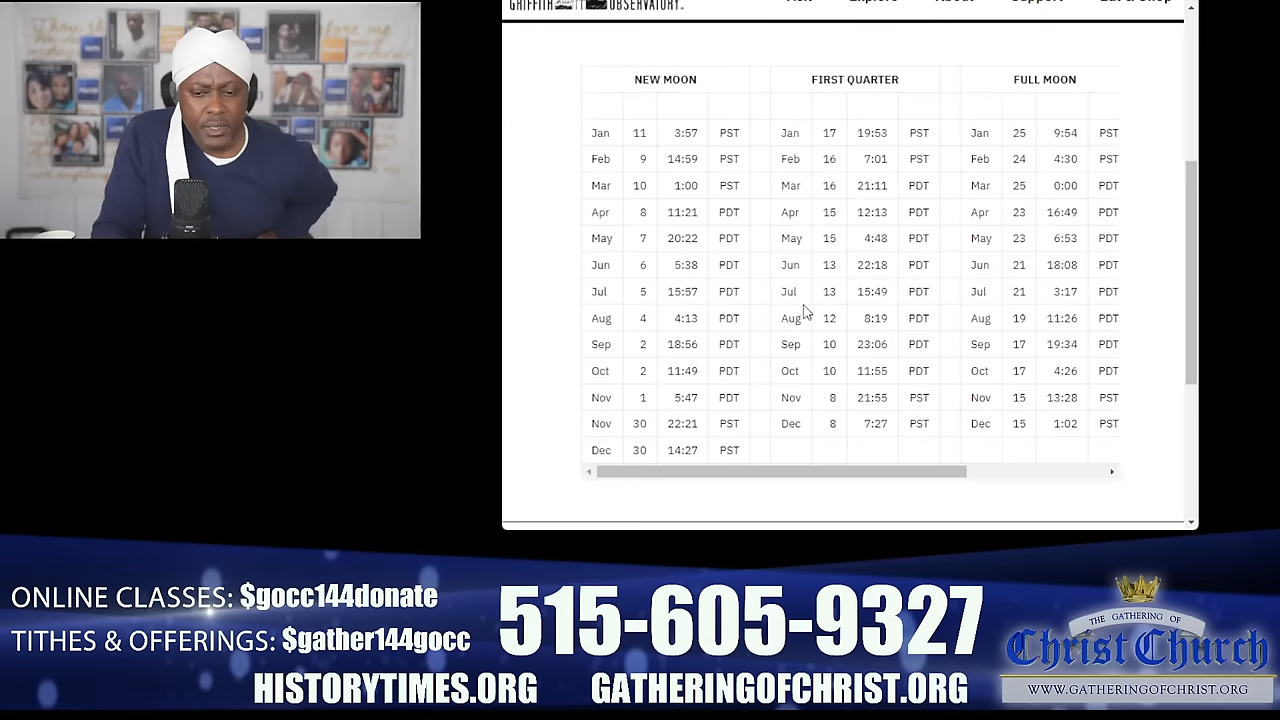 GRIFFITH OBSERVATORY
NEW MOON FIRST QUARTER FULL MOON
Jan 11 3:57 PST Jan 17 19:53 PST Jan 25 9:54 PST
Feb 9 14:59 PST Feb 16 7:01 PST Feb 24 4:30 PST
Mar 10 1:00 PST Mar 16 21:11 PDT Mar 25 0:00 PDT
Apr 8 11:21 PDT Apr 15 12:13 PDT Apr 23 16:49 PDT
May 7 20:22 PDT May 15 4:48 PDT May 23 6:53 PDT
Jun 6 5:38 PDT Jun 13 22:18 PDT Jun 21 18:08 PDT
Jul 5 15:57 PDT Jul 13 15:49 PDT Jul 21 3:17 PDT
Aug 4 4:13 PDT Aug 12 8:19 PDT Aug 19 11:26 PDT
Sep 2 18:56 PDT Sep 10 23:06 PDT Sep 17 19:34 PDT
Oct 2 11:49 PDT Oct 10 11:55 PDT Oct 17 4:26 PDT
Nov 1 5:47 PDT Nov 8 21:55 PST Nov 15 13:28 PST
Nov 30 22:21 PST Dec 8 7:27 PST Dec 15 1:02 PST
Dec 30 14:27 PST
ONLINE CLASSES: $gocc144donate
TITHES & OFFERINGS: $gather144gocc
515-605-9327
HISTORYTIMES.ORG GATHERINGOFCHRIST.ORG
THE GATHERING OF
Christ Church
WWW.GATHERINGOFCHRIST.ORG